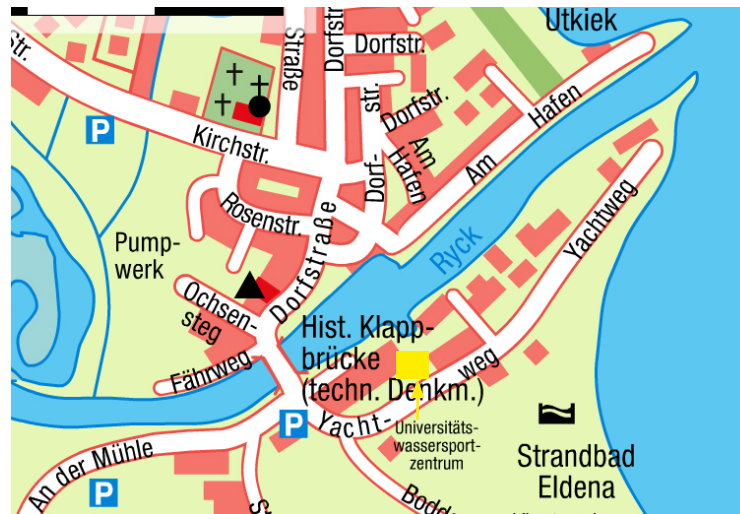 Utkiek
Str.
Straße
Dorfstr.
Dorfstr.
str.
Dorf-
Dorfstr.
Am
Hafen
Am
Hafen
P
Kirchstr.
Rosenstr.
Dorfstraße
Pump-
werk
Ochsen-
steg
Fährweg
Ryck
Yachtweg
Hist. Klapp-
brücke
(techn. Denkm.)
weg
Yacht-
P
Universitäts-
wassersport-
zentrum
An der Mühle
P
Strandbad
Eldena